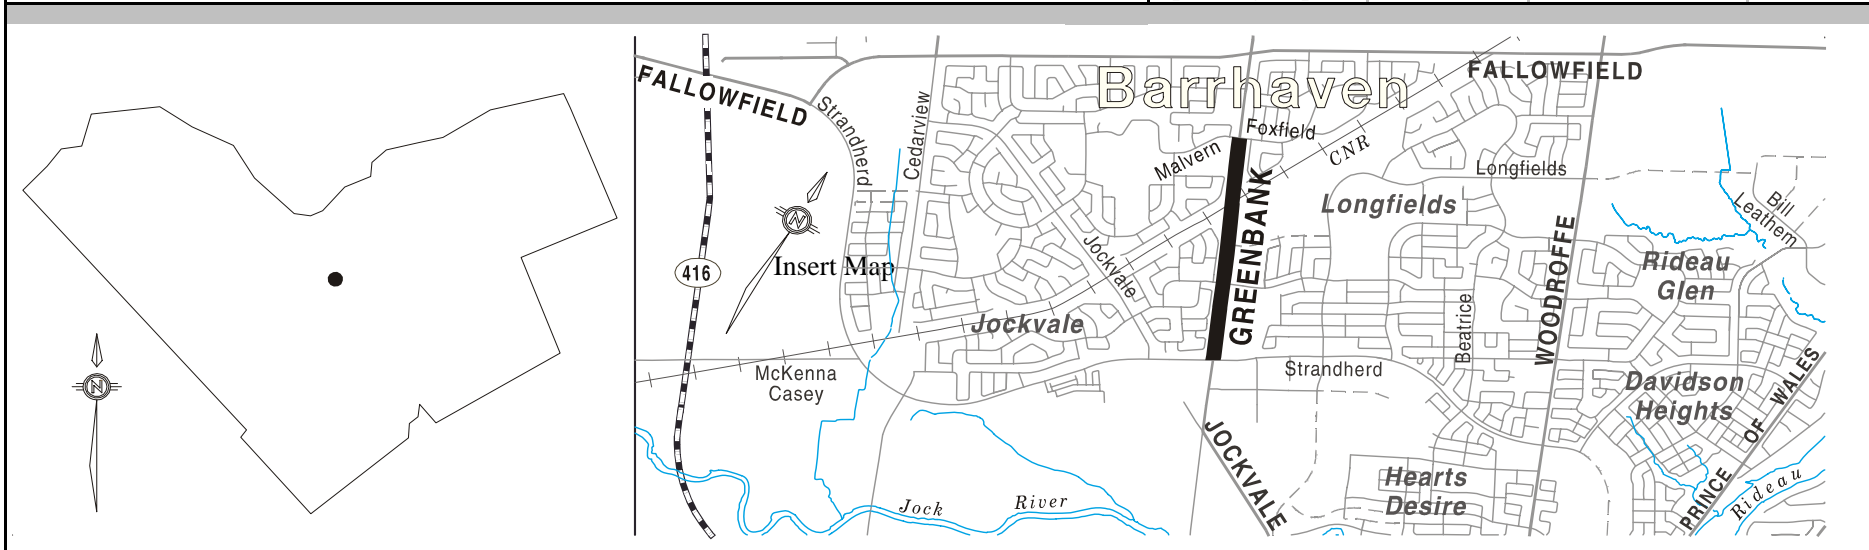 FALLOWFIELD
FALLOWFIELD
Barrhaven
Strandherd
Cedarview
Foxfield
Malvern
CNR
Longfields
Longfields
Bill
Leathem
N
GREENBANK
WOODROFFE
416
Insert Map
Jockvale
Rideau
Glen
Jockvale
Beatrice
N
McKenna
Casey
Strandherd
Davidson
Heights
PRINCE OF WALES
JOCKVALE
Hearts
Desire
Jock River
Rideau